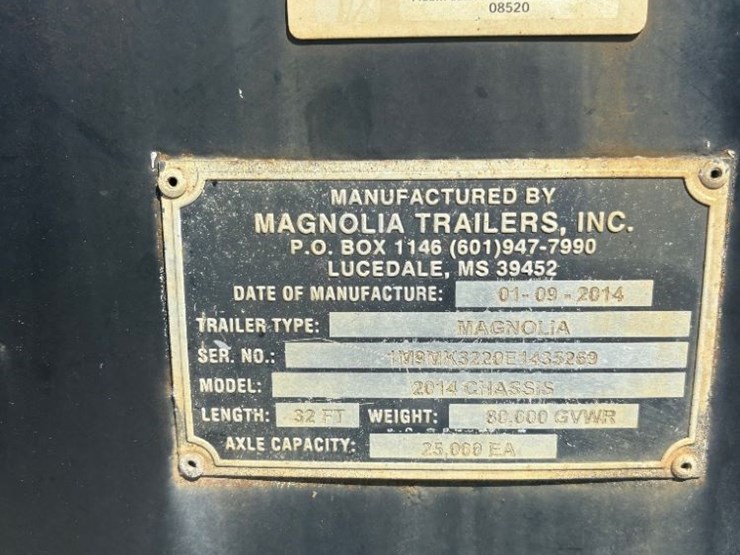 08520
MANUFACTURED BY
MAGNOLIA TRAILERS, INC.
P.O. BOX 1146 (601)947-7990
LUCEDALE, MS 39452
DATE OF MANUFACTURE: 01-09-2014
TRAILER TYPE: MAGNOLIA
SER. NO.: 1M9MK3220E1435269
MODEL: 2014 CHASSIS
LENGTH: 32 FT WEIGHT: 80.000 GVWR
AXLE CAPACITY: 25,000 EA